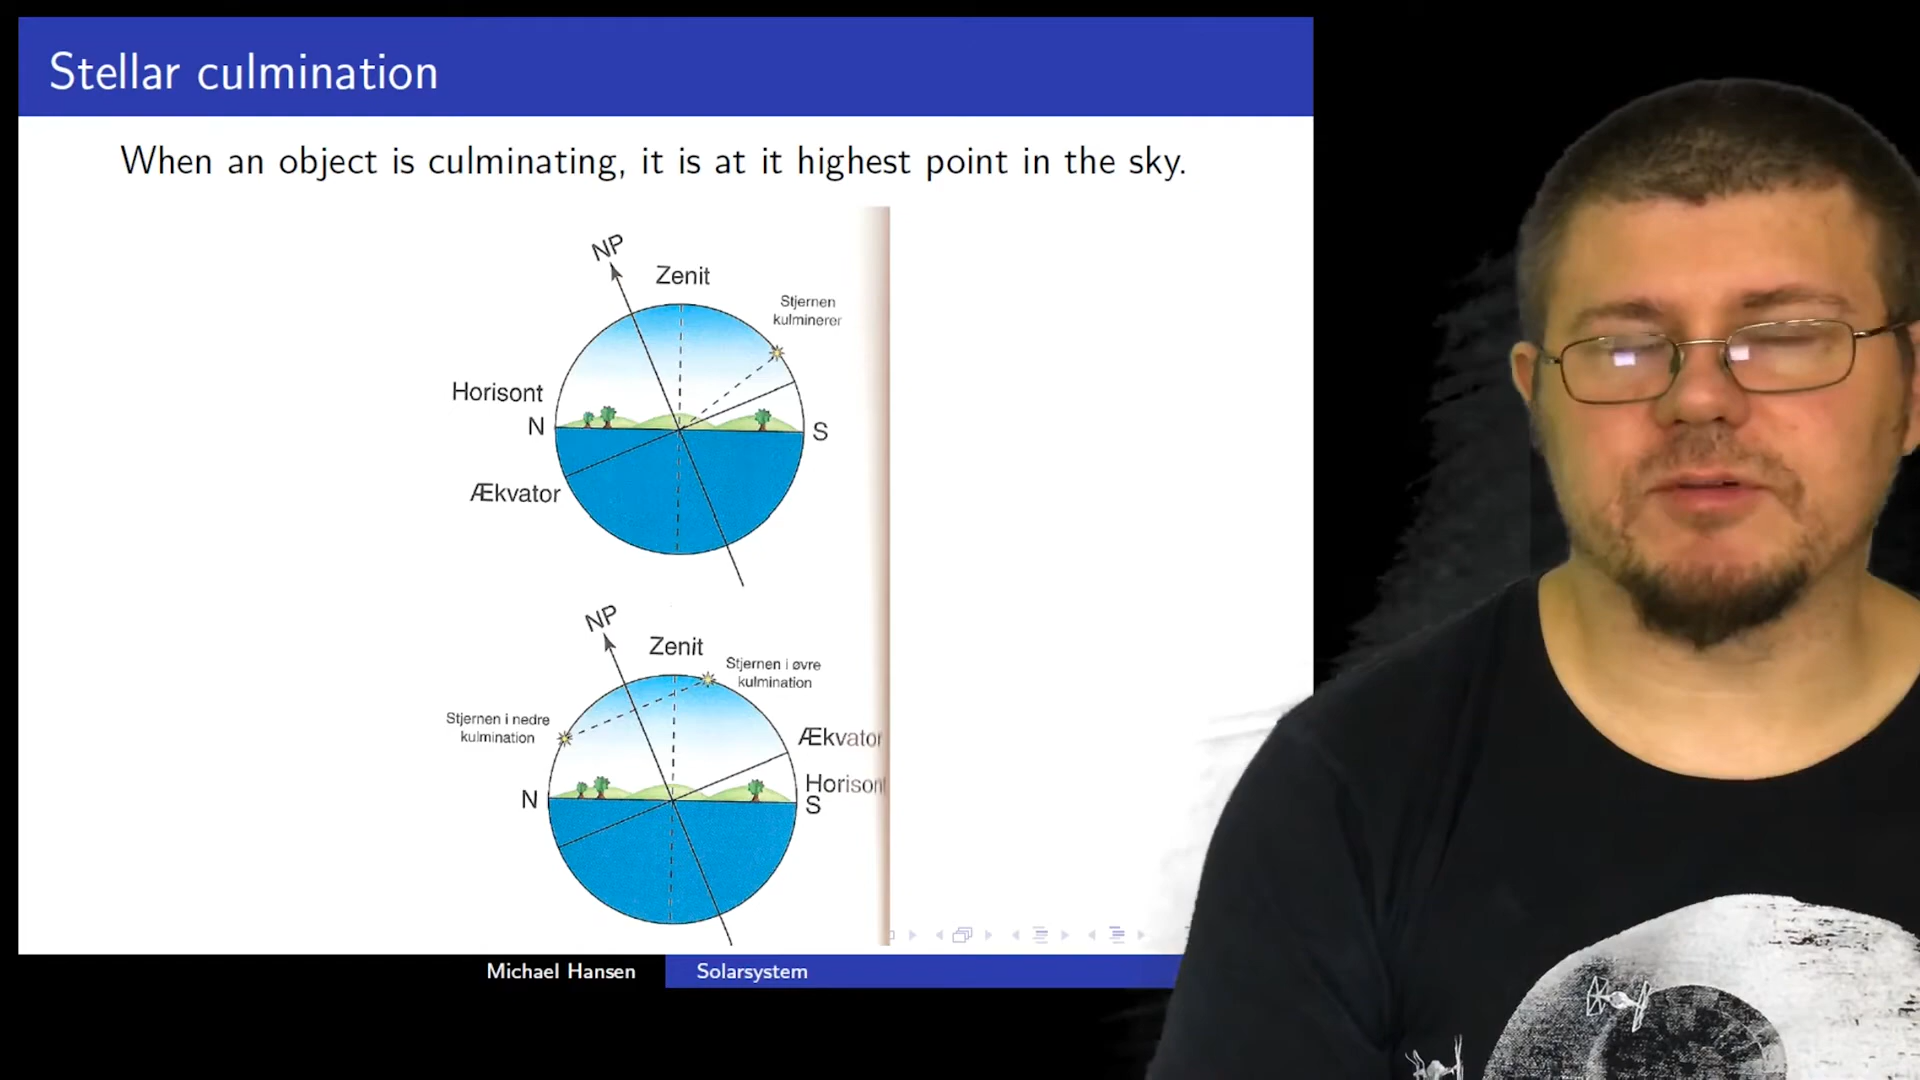 Stellar culmination
When an object is culminating, it is at it highest point in the sky.
NP
Zenit
Stjernen
kulminerer
Horisont
N
S
Ækvator
NP
Zenit
Stjernen i øvre
kulmination
Stjernen i nedre
kulmination
Ækvator
Horisont
N
S
Michael Hansen
Solarsystem